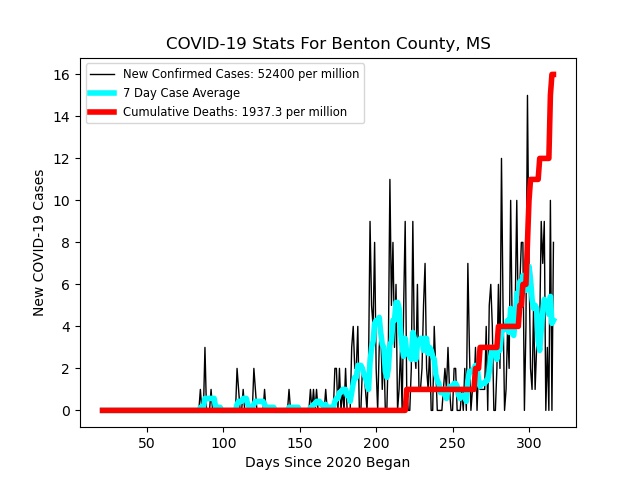 COVID-19 Stats For Benton County, MS
New Confirmed Cases: 52400 per million
7 Day Case Average
Cumulative Deaths: 1937.3 per million
New COVID-19 Cases
16
14
12
10
8
6
4
2
0
50 100 150 200 250 300
Days Since 2020 Began